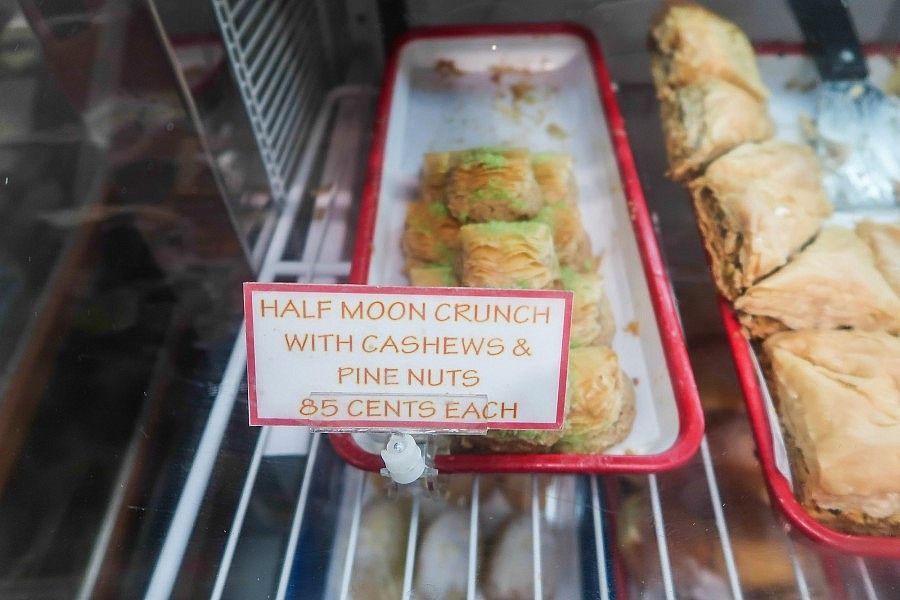 HALF MOON CRUNCH
WITH CASHEWS &
PINE NUTS
85 CENTS EACH